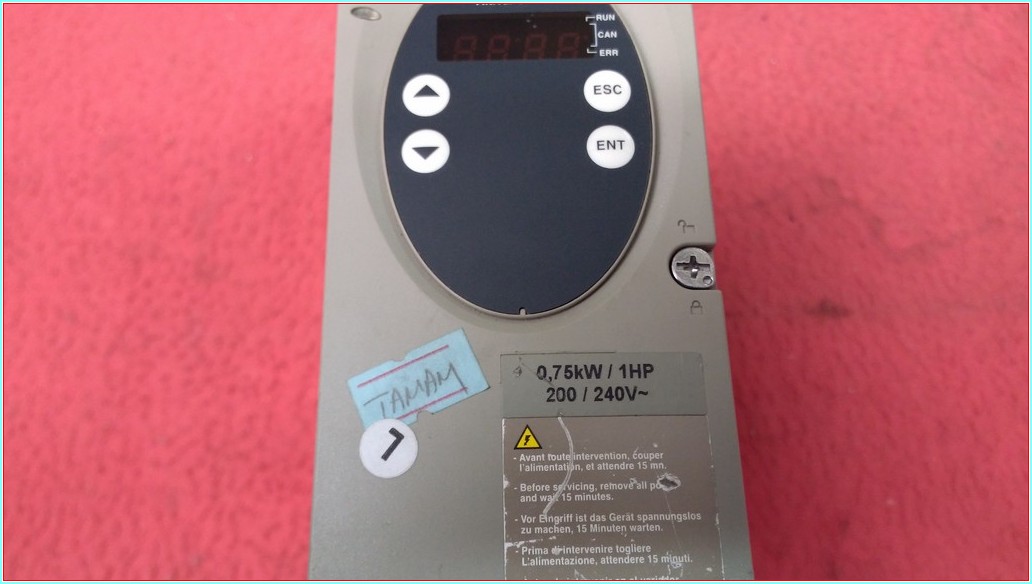 RUN
CAN
ERR
ESC
ENT
TAMAM
0,75kW / 1HP
200 / 240V~
- Avant toute intervention, couper
l'alimentation, et attendre 15 mn.
- Before servicing, remove all
and wait 15 minutes.
- Vor Eingriff ist das Gerät spannungslos
zu machen, 15 Minuten warten.
- Prima di intervenire togliere
L'alimentazione, attendere 15 minuti.